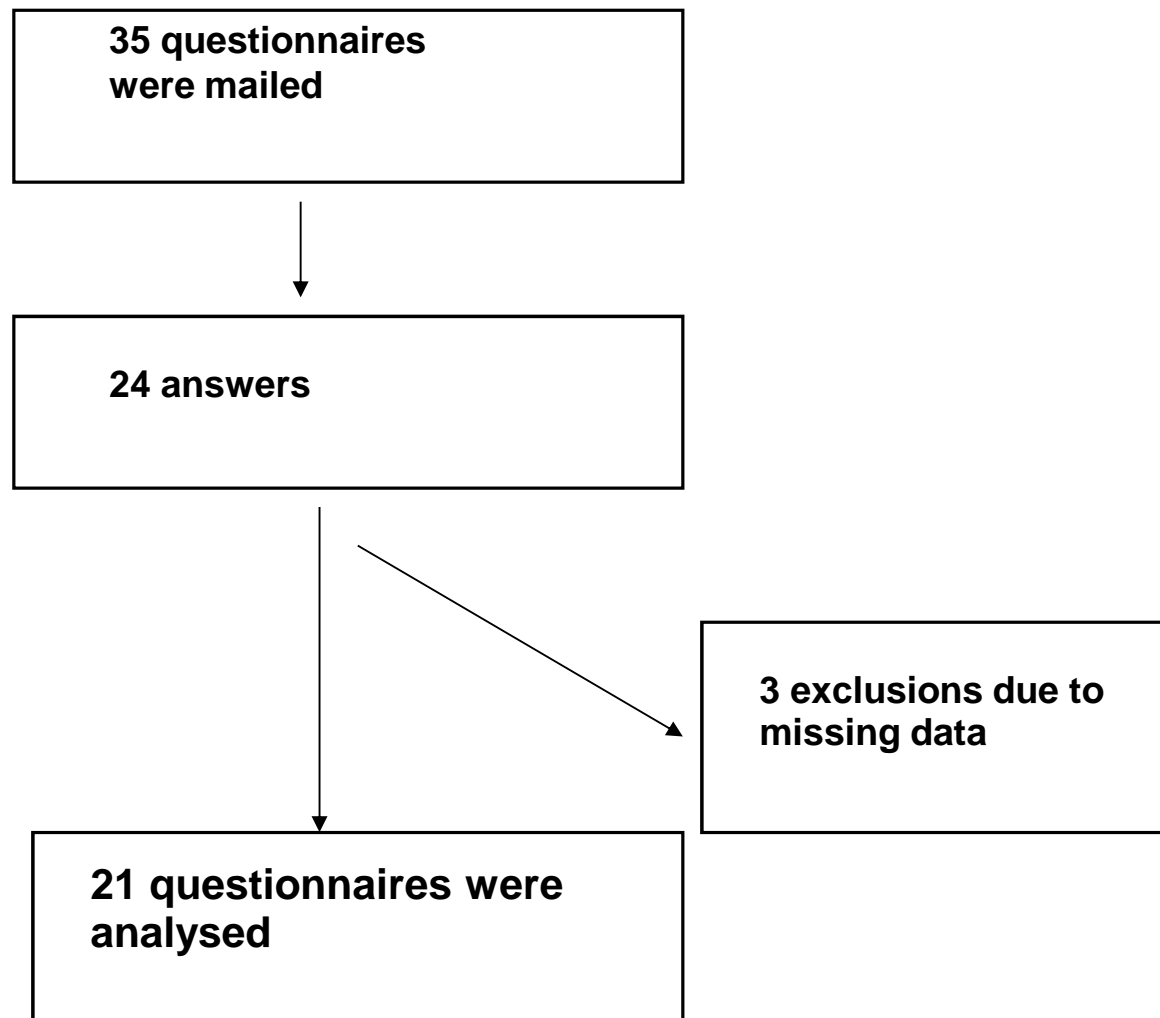 35 questionnaires
were mailed
24 answers
3 exclusions due to
missing data
21 questionnaires were
analysed